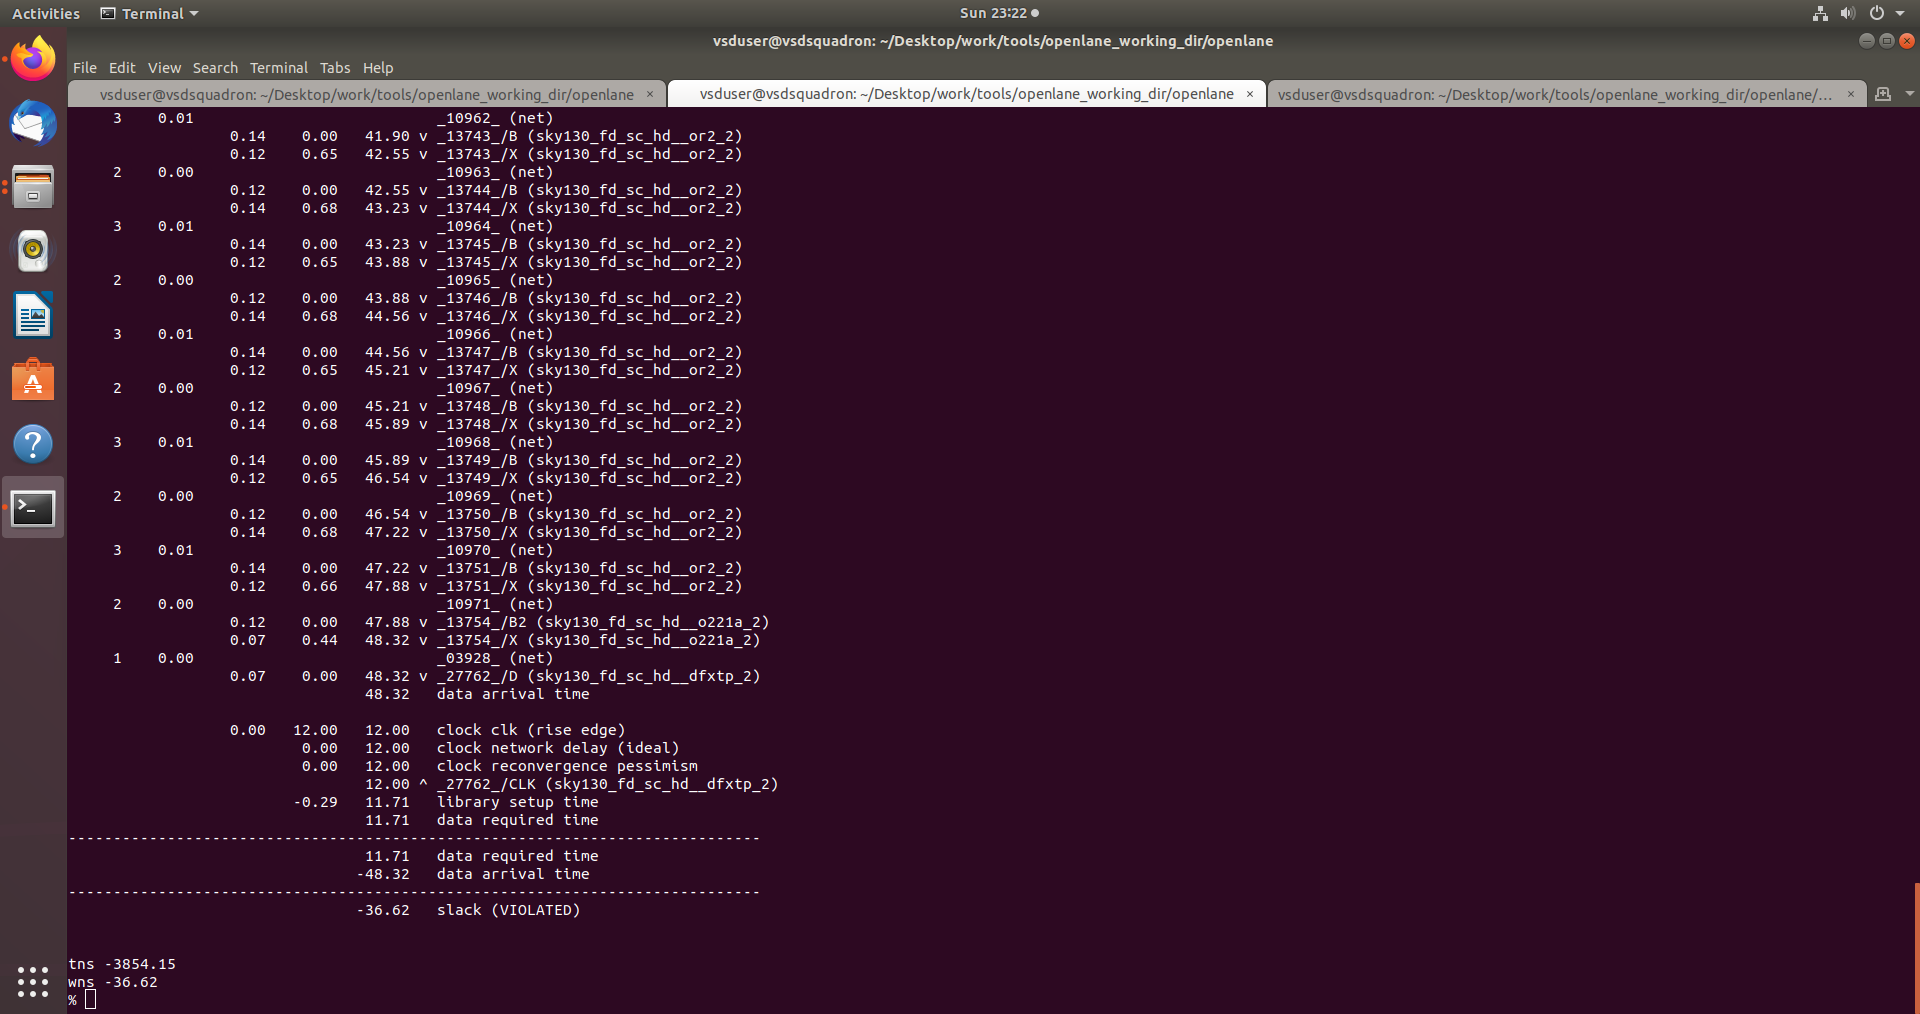 Activities Terminal Sun 23:22
vsduser@vsdsquadron: ~/Desktop/work/tools/openlane_working_dir/openlane
File Edit View Search Terminal Tabs Help
vsduser@vsdsquadron: ~/Desktop/work/tools/openlane_working_dir/openlane × vsduser@vsdsquadron: ~/Desktop/work/tools/openlane_working_dir/openlane × vsduser@vsdsquadron: ~/Desktop/work/tools/openlane_working_dir/openlane/... ×
3 0.01 _10962_ (net)
0.14 0.00 41.90 v _13743_/B (sky130_fd_sc_hd__or2_2)
0.12 0.65 42.55 v _13743_/X (sky130_fd_sc_hd__or2_2)
2 0.00 _10963_ (net)
0.12 0.00 42.55 v _13744_/B (sky130_fd_sc_hd__or2_2)
0.14 0.68 43.23 v _13744_/X (sky130_fd_sc_hd__or2_2)
3 0.01 _10964_ (net)
0.14 0.00 43.23 v _13745_/B (sky130_fd_sc_hd__or2_2)
0.12 0.65 43.88 v _13745_/X (sky130_fd_sc_hd__or2_2)
2 0.00 _10965_ (net)
0.12 0.00 43.88 v _13746_/B (sky130_fd_sc_hd__or2_2)
0.14 0.68 44.56 v _13746_/X (sky130_fd_sc_hd__or2_2)
3 0.01 _10966_ (net)
0.14 0.00 44.56 v _13747_/B (sky130_fd_sc_hd__or2_2)
0.12 0.65 45.21 v _13747_/X (sky130_fd_sc_hd__or2_2)
2 0.00 _10967_ (net)
0.12 0.00 45.21 v _13748_/B (sky130_fd_sc_hd__or2_2)
0.14 0.68 45.89 v _13748_/X (sky130_fd_sc_hd__or2_2)
3 0.01 _10968_ (net)
0.14 0.00 45.89 v _13749_/B (sky130_fd_sc_hd__or2_2)
0.12 0.65 46.54 v _13749_/X (sky130_fd_sc_hd__or2_2)
2 0.00 _10969_ (net)
0.12 0.00 46.54 v _13750_/B (sky130_fd_sc_hd__or2_2)
0.14 0.68 47.22 v _13750_/X (sky130_fd_sc_hd__or2_2)
3 0.01 _10970_ (net)
0.14 0.00 47.22 v _13751_/B (sky130_fd_sc_hd__or2_2)
0.12 0.66 47.88 v _13751_/X (sky130_fd_sc_hd__or2_2)
2 0.00 _10971_ (net)
0.12 0.00 47.88 v _13754_/B2 (sky130_fd_sc_hd__o221a_2)
0.07 0.44 48.32 v _13754_/X (sky130_fd_sc_hd__o221a_2)
1 0.00 _03928_ (net)
0.07 0.00 48.32 v _27762_/D (sky130_fd_sc_hd__dfxtp_2)
48.32 data arrival time
0.00 12.00 12.00 clock clk (rise edge)
0.00 12.00 clock network delay (ideal)
0.00 12.00 clock reconvergence pessimism
12.00 ^ _27762_/CLK (sky130_fd_sc_hd__dfxtp_2)
-0.29 11.71 library setup time
11.71 data required time
-----------------------------------------------------------------------------
11.71 data required time
-48.32 data arrival time
-----------------------------------------------------------------------------
-36.62 slack (VIOLATED)
tns -3854.15
wns -36.62
%